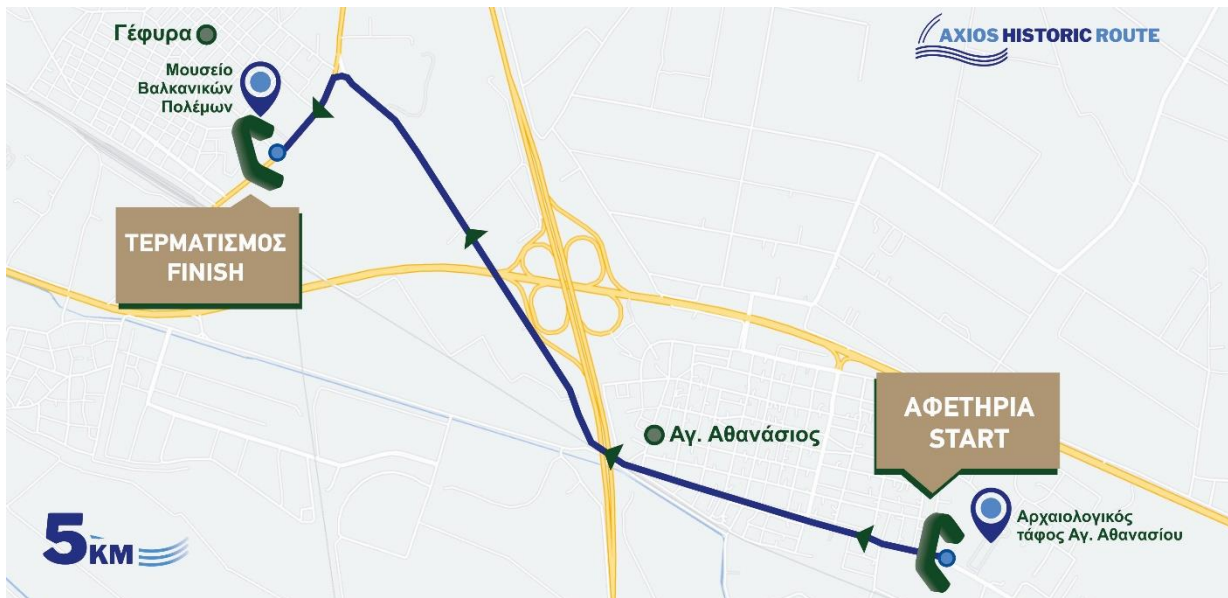 Γέφυρα
AXIOS HISTORIC ROUTE
Μουσείο
Βαλκανικών
Πολέμων
ΤΕΡΜΑΤΙΣΜΟΣ
FINISH
ΑΦΕΤΗΡΙΑ
START
Αγ. Αθανάσιος
Αρχαιολογικός
τάφος Αγ. Αθανασίου
5KM